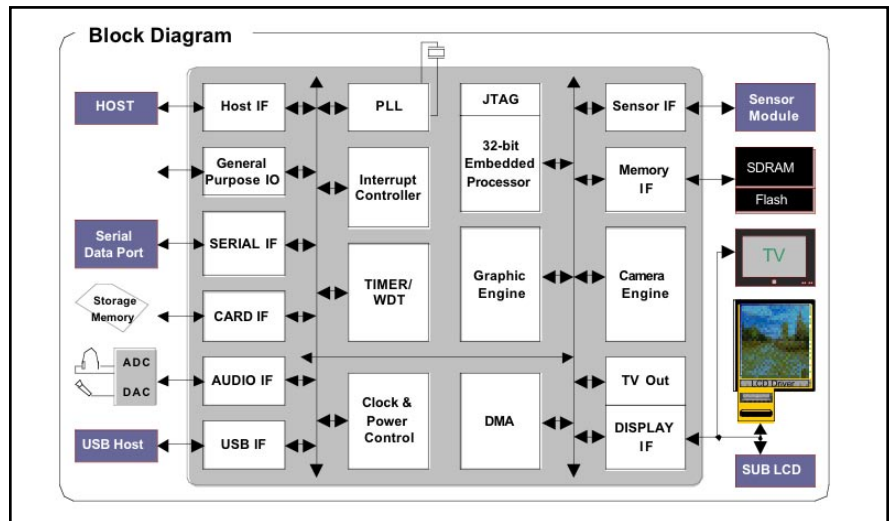 Block Diagram
HOST
Host IF
PLL
JTAG
32-bit
Embedded
Processor
Sensor IF
Sensor
Module
General
Purpose IO
Interrupt
Controller
Memory
IF
SDRAM
Flash
Serial
Data Port
SERIAL IF
TIMER/
WDT
Graphic
Engine
Camera
Engine
TV
Storage
Memory
CARD IF
LCD Driver
ADC
DAC
AUDIO IF
Clock &
Power
Control
DMA
TV Out
DISPLAY
IF
USB Host
USB IF
SUB LCD